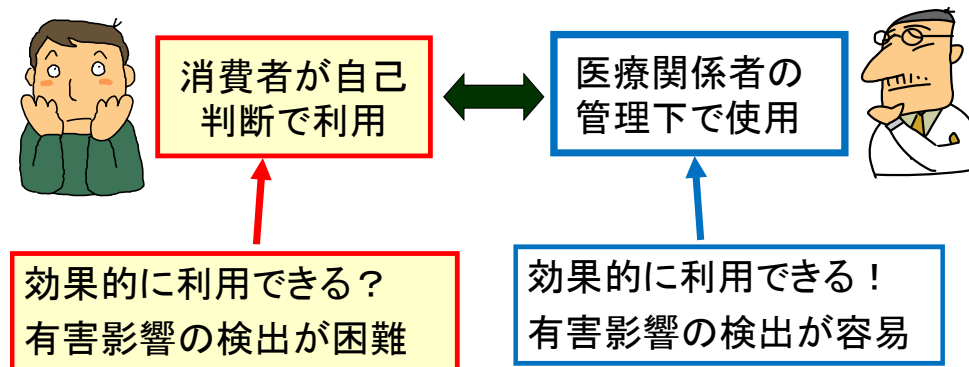 消費者が自己
判断で利用
医療関係者の
管理下で使用
効果的に利用できる？
有害影響の検出が困難
効果的に利用できる！
有害影響の検出が容易